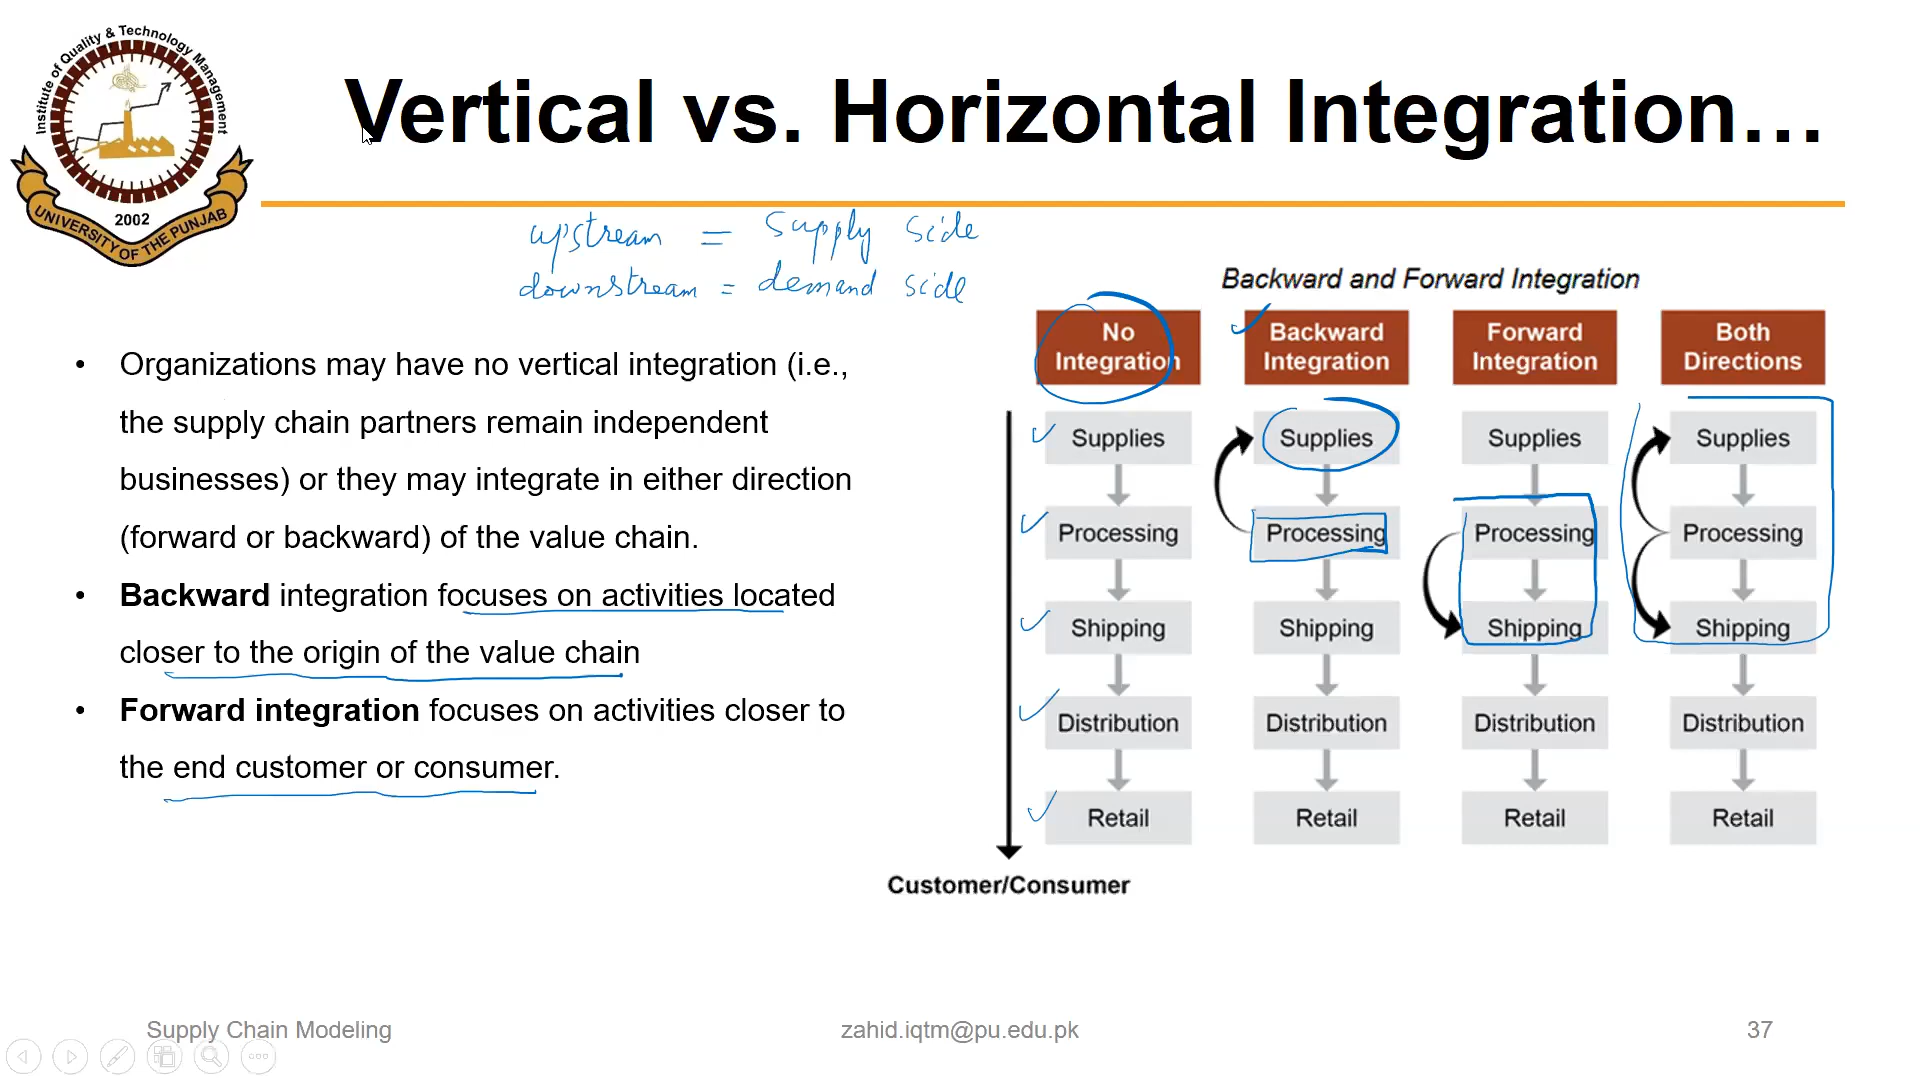 Institute of Quality & Technology Management
2002
UNIVERSITY OF THE PUNJAB
Vertical vs. Horizontal Integration…
upstream = supply side
downstream = demand side
• Organizations may have no vertical integration (i.e.,
the supply chain partners remain independent
businesses) or they may integrate in either direction
(forward or backward) of the value chain.
• Backward integration focuses on activities located
closer to the origin of the value chain
• Forward integration focuses on activities closer to
the end customer or consumer.
Backward and Forward Integration
No Integration
Backward Integration
Forward Integration
Both Directions
Supplies Supplies Supplies Supplies
Processing Processing Processing Processing
Shipping Shipping Shipping Shipping
Distribution Distribution Distribution Distribution
Retail Retail Retail Retail
Customer/Consumer
Supply Chain Modeling
zahid.iqtm@pu.edu.pk
37